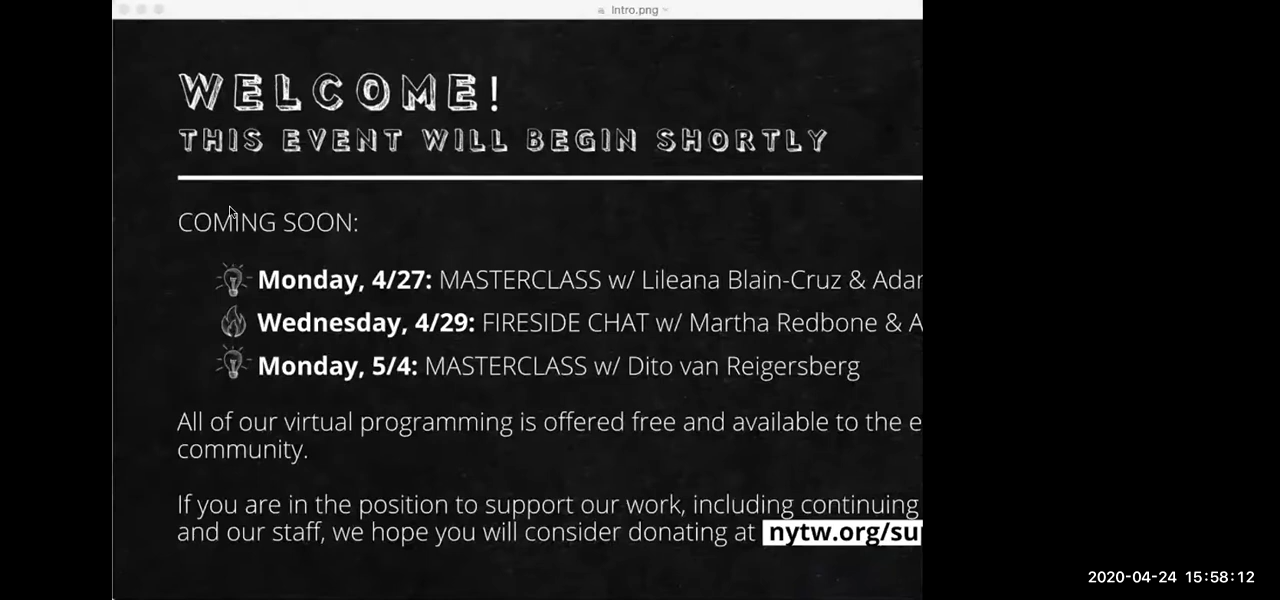 Intro.png
WELCOME!
THIS EVENT WILL BEGIN SHORTLY
COMING SOON:
Monday, 4/27: MASTERCLASS w/ Lileana Blain-Cruz &
Wednesday, 4/29: FIRESIDE CHAT w/ Martha Redbone &
Monday, 5/4: MASTERCLASS w/ Dito van Reigersberg
All of our virtual programming is offered free and available to the
community.
If you are in the position to support our work, including continuing
and our staff, we hope you will consider donating at nytw.org/su
2020-04-24 15:58:12